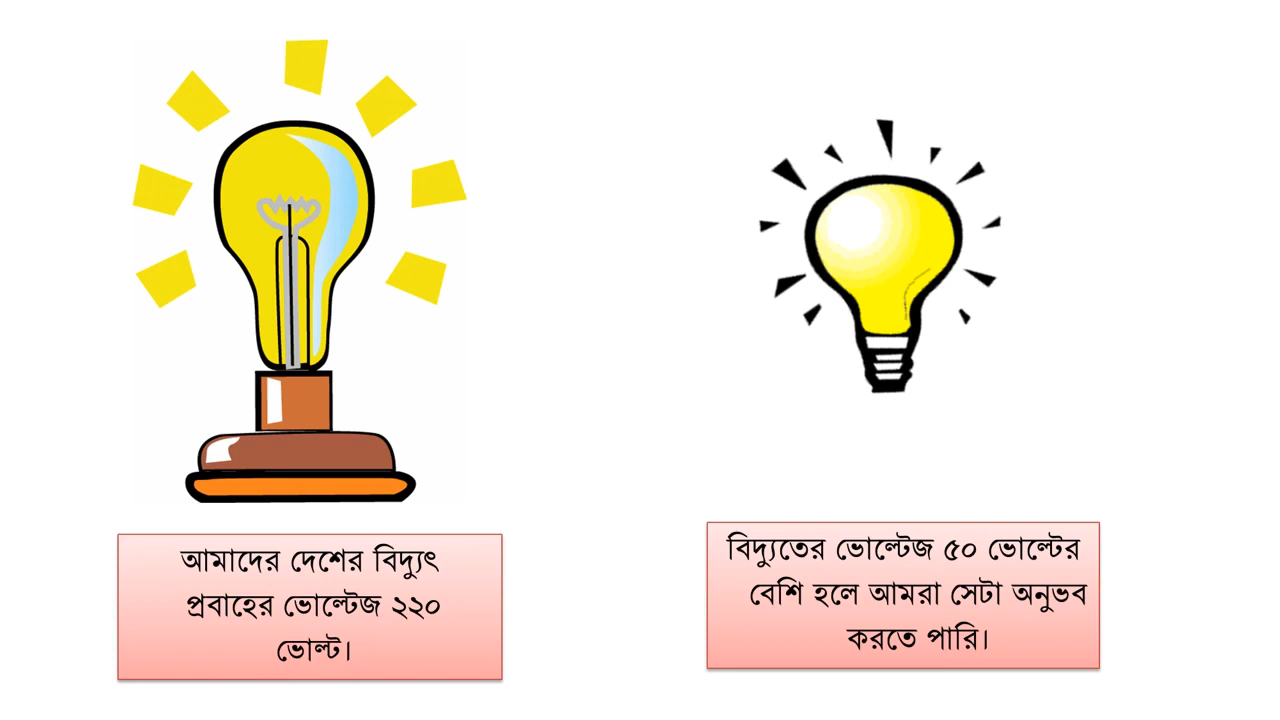 আমাদের দেশের বিদ্যুৎ
প্রবাহের ভোল্টেজ ২২০
ভোল্ট।
বিদ্যুতের ভোল্টেজ ৫০ ভোল্টের
বেশি হলে আমরা সেটা অনুভব
করতে পারি।